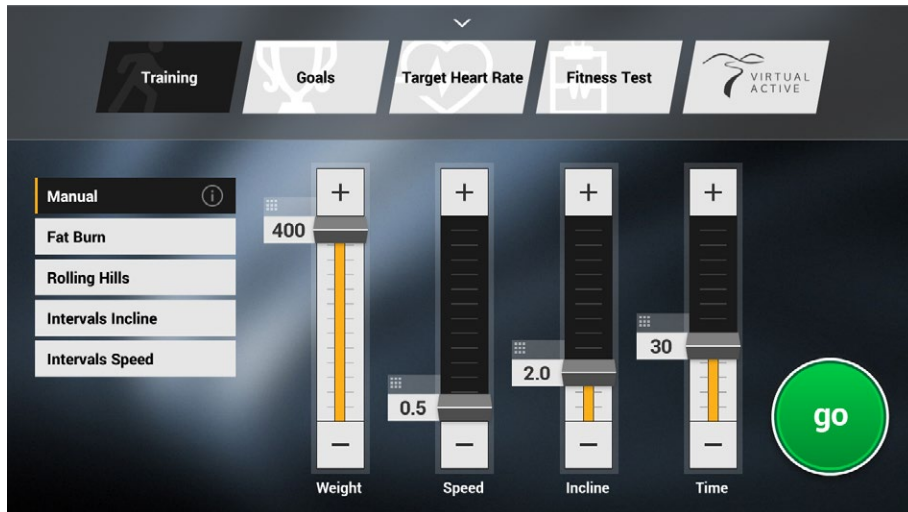 Training
Goals
Target Heart Rate
Fitness Test
VIRTUAL
ACTIVE
Manual
Fat Burn
Rolling Hills
Intervals Incline
Intervals Speed
400
0.5
2.0
30
go
Weight
Speed
Incline
Time